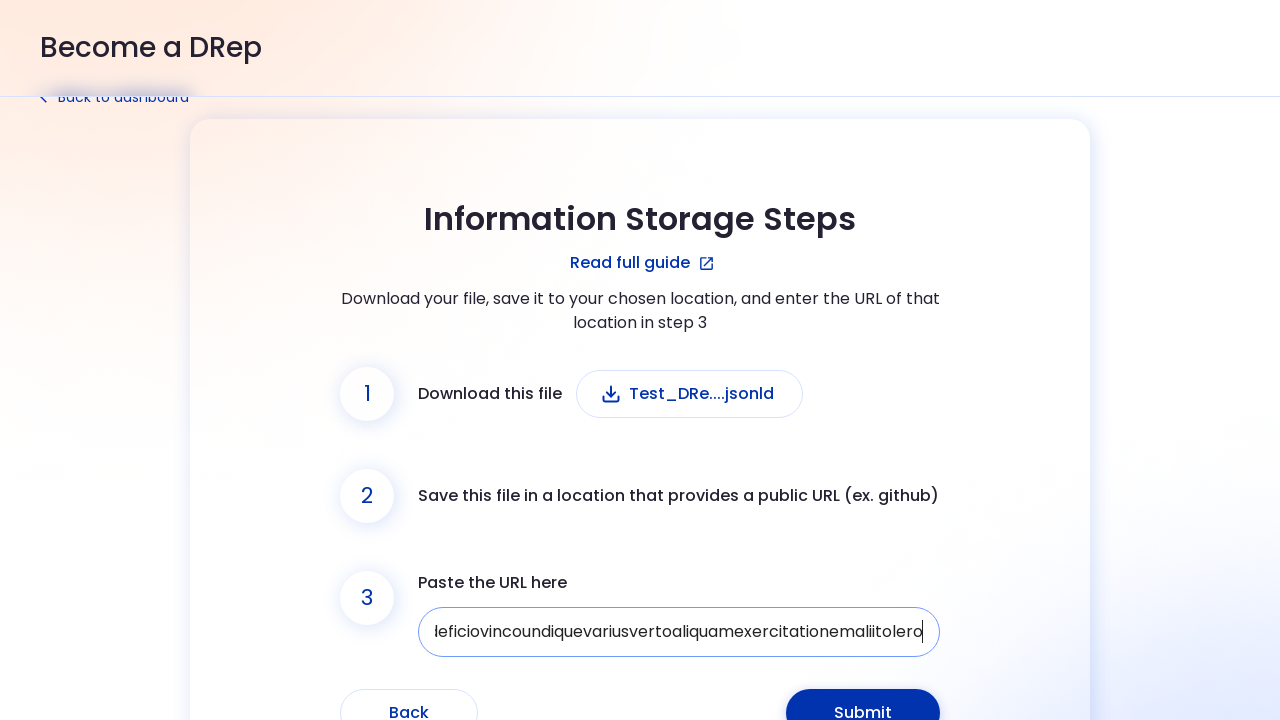 Become a DRep
Back to dashboard
Information Storage Steps
Read full guide
Download your file, save it to your chosen location, and enter the URL of that
location in step 3
1
Download this file
Test_DRe....jsonld
2
Save this file in a location that provides a public URL (ex. github)
3
Paste the URL here
deficiovincoundiquevariusvertoaliquamexercitationemaliitolero
Back
Submit